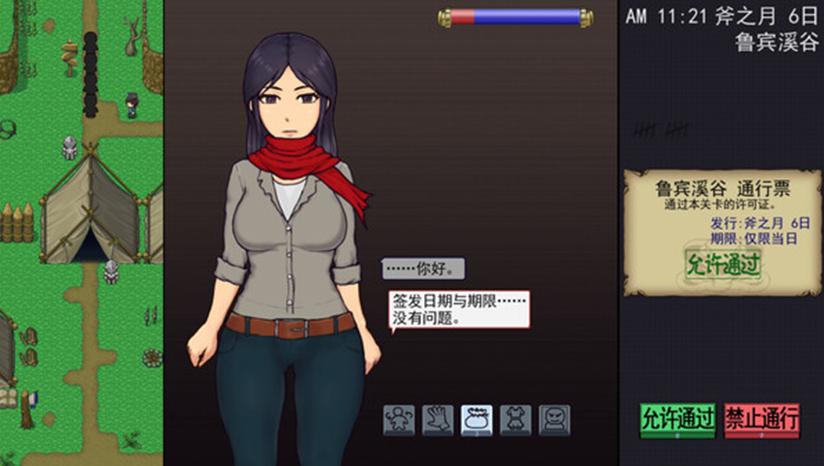 AM 11:21 斧之月 6日
鲁宾溪谷
……你好。
签发日期与期限……
没有问题。
鲁宾溪谷 通行票
通过本关卡的许可证。
发行:斧之月 6日
期限:仅限当日
允许通过
允许通过 禁止通行